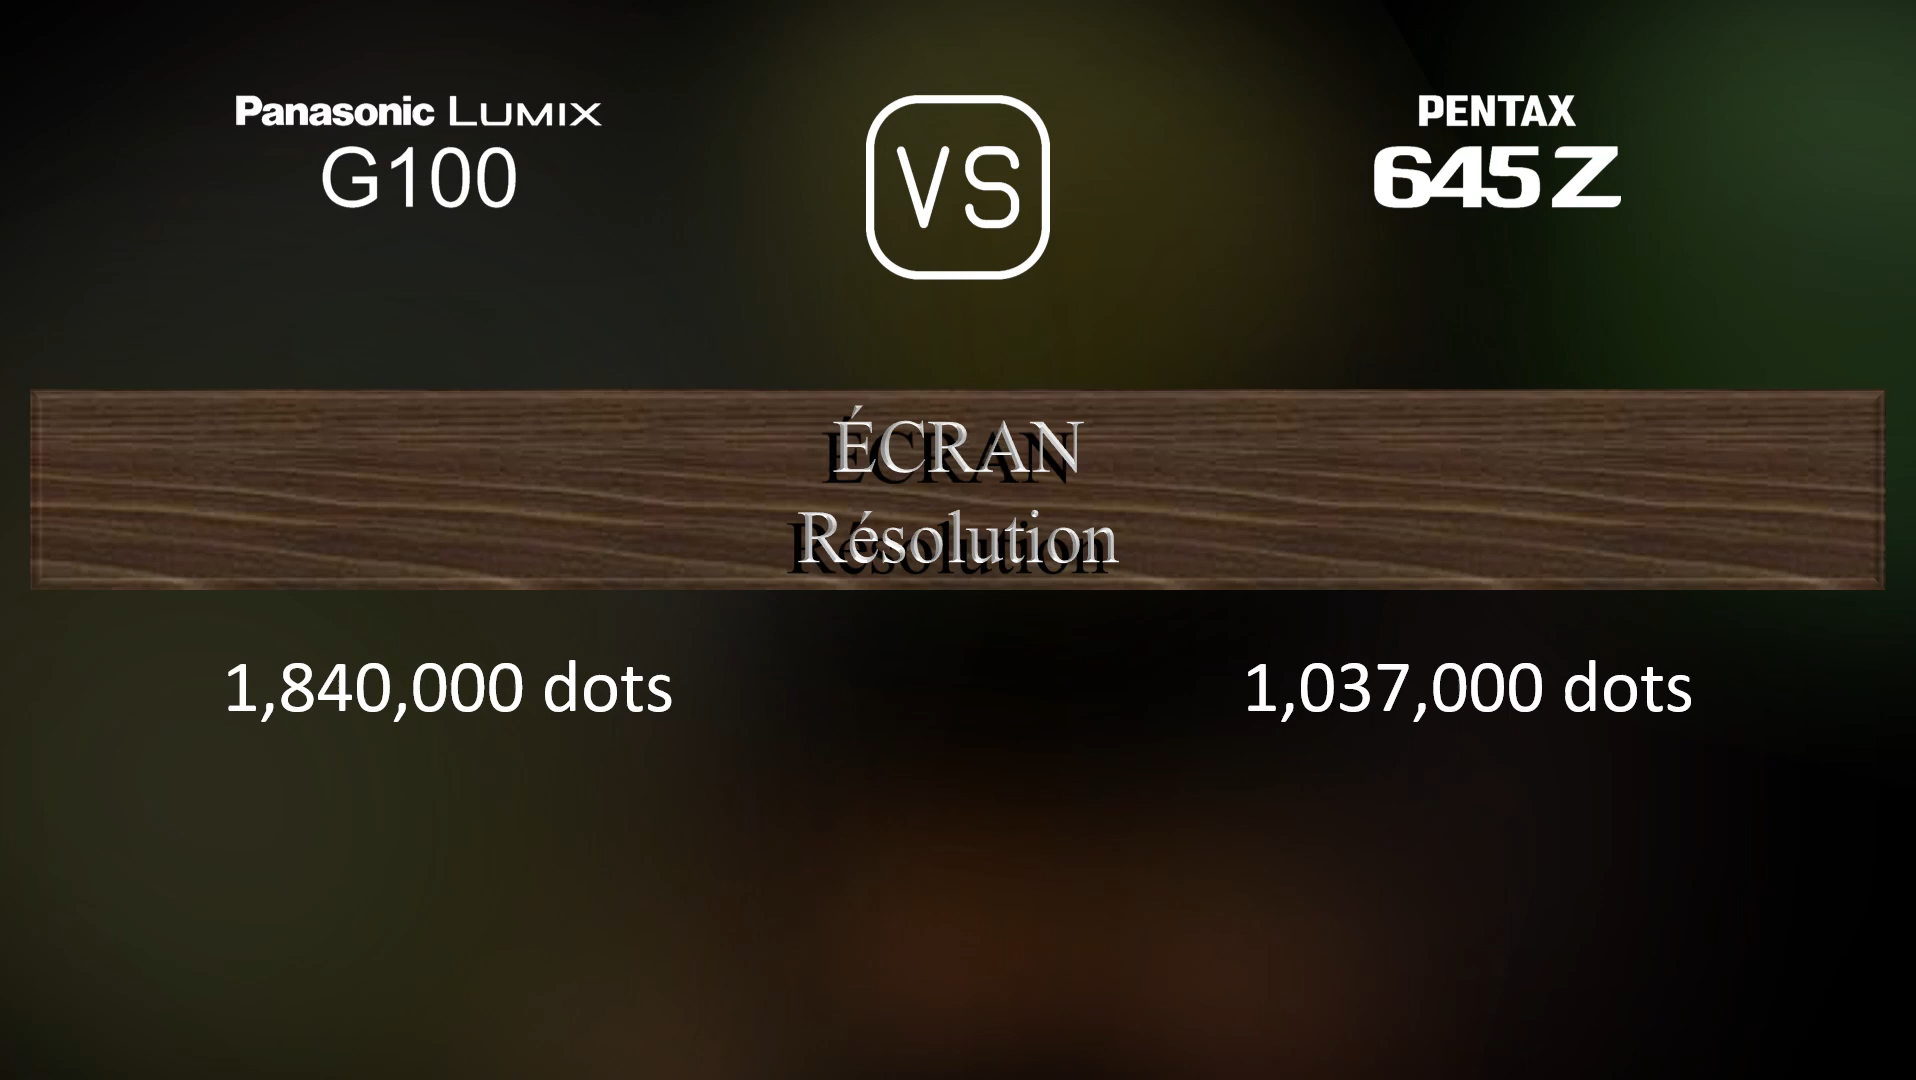 Panasonic LUMIX
G100
VS
PENTAX
645Z
ÉCRAN
Résolution
1,840,000 dots
1,037,000 dots